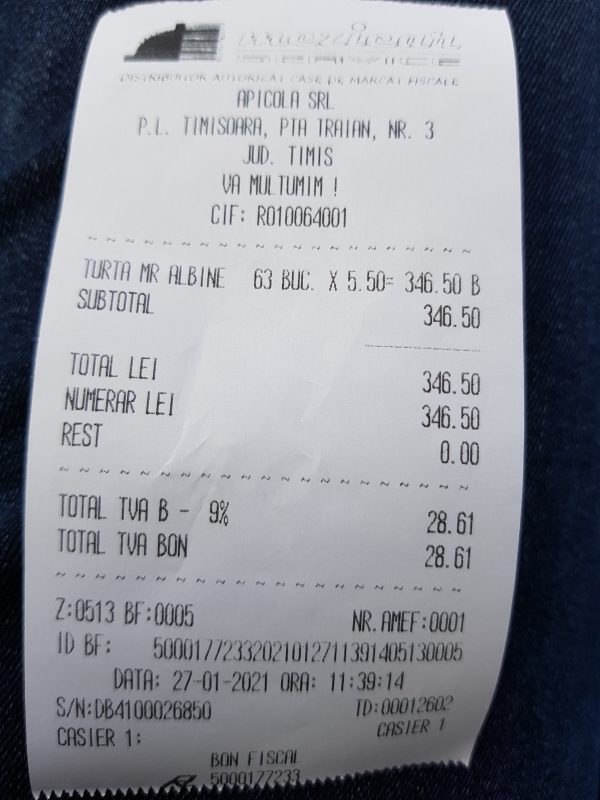 SERVICE
DISTRIBUITOR AUTORIZAT CASE DE MARCAT FISCALE
APICOLA SRL
P.L. TIMISOARA, PTA TRAIAN, NR. 3
JUD. TIMIS
VA MULTUMIM !
CIF: RO10064001
TURTA MR ALBINE 63 BUC. X 5.50= 346.50 B
SUBTOTAL 346.50
TOTAL LEI 346.50
NUMERAR LEI 346.50
REST 0.00
TOTAL TVA B - 9% 28.61
TOTAL TVA BON 28.61
Z:0513 BF:0005 NR.AMEF:0001
ID BF: 50001772332021012711391405130005
DATA: 27-01-2021 ORA: 11:39:14
S/N:DB4100026850 TD:00012602
CASIER 1: CASIER 1
BON FISCAL
5000177233